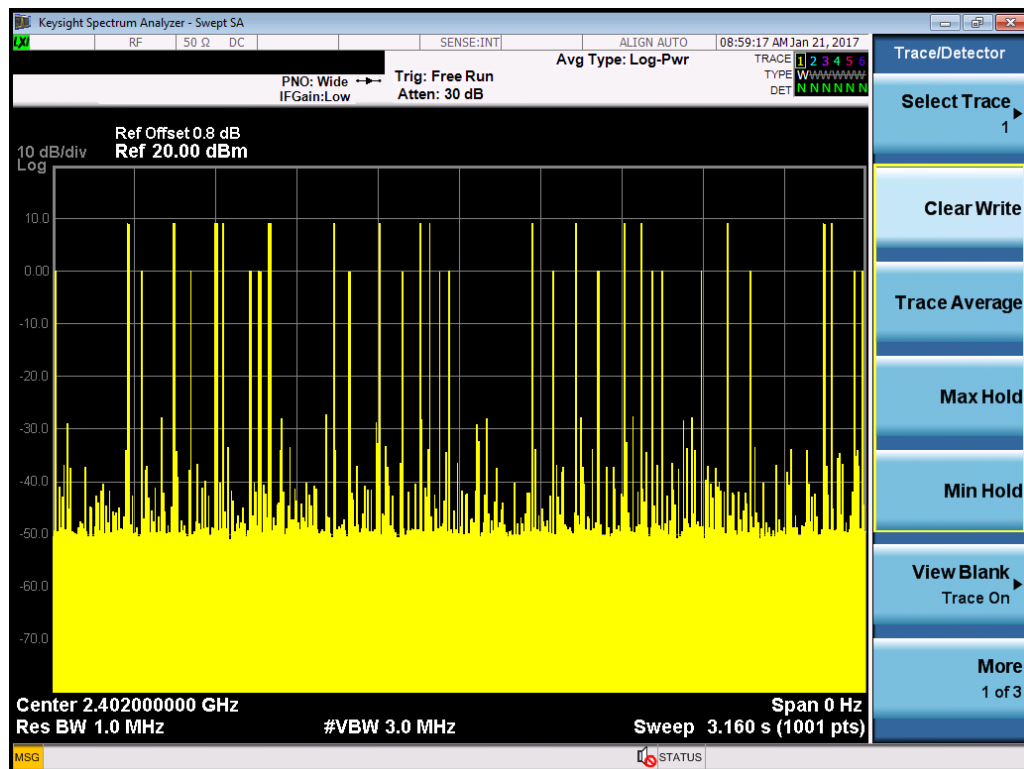 Keysight Spectrum Analyzer - Swept SA
LXI RF 50 Ω DC SENSE:INT ALIGN AUTO 08:59:17 AM Jan 21, 2017
Avg Type: Log-Pwr
PNO: Wide
IFGain:Low
Trig: Free Run
Atten: 30 dB
TRACE 1 2 3 4 5 6
TYPE WWWWWW
DET N N N N N N
10 dB/div
Log
Ref Offset 0.8 dB
Ref 20.00 dBm
10.0
0.00
-10.0
-20.0
-30.0
-40.0
-50.0
-60.0
-70.0
Center 2.402000000 GHz Span 0 Hz
Res BW 1.0 MHz #VBW 3.0 MHz Sweep 3.160 s (1001 pts)
Trace/Detector
Select Trace
1
Clear Write
Trace Average
Max Hold
Min Hold
View Blank
Trace On
More
1 of 3
MSG STATUS